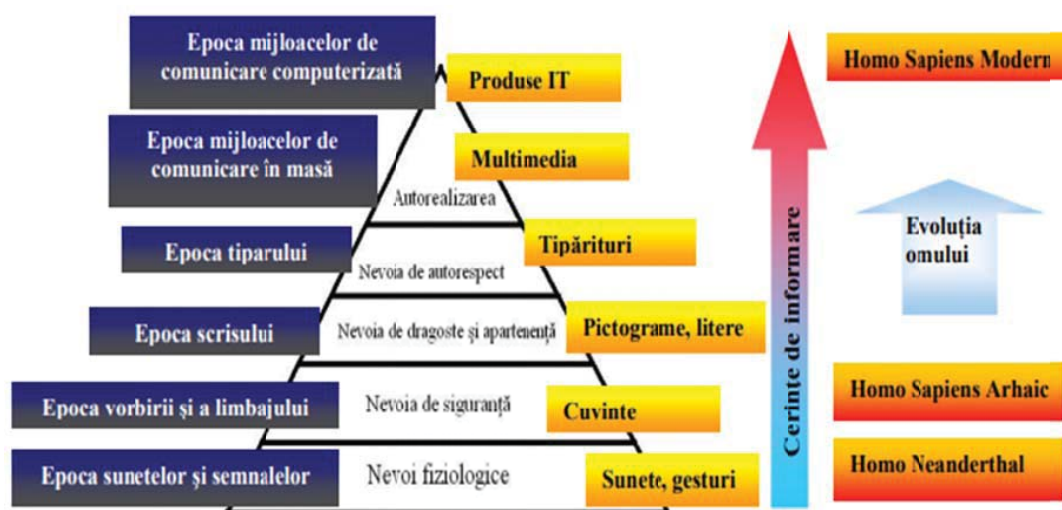 Epoca mijloacelor de
comunicare computerizată
Produse IT
Homo Sapiens Modern
Epoca mijloacelor de
comunicare în masă
Multimedia
Autorealizarea
Epoca tiparului
Tipărituri
Nevoia de autorespect
Evoluția
omului
Epoca scrisului
Nevoia de dragoste și apartenență
Pictograme, litere
Cerinte de informare
Epoca vorbirii și a limbajului
Nevoia de siguranță
Cuvinte
Homo Sapiens Arhaic
Epoca sunetelor și semnalelor
Nevoi fiziologice
Sunete, gesturi
Homo Neanderthal